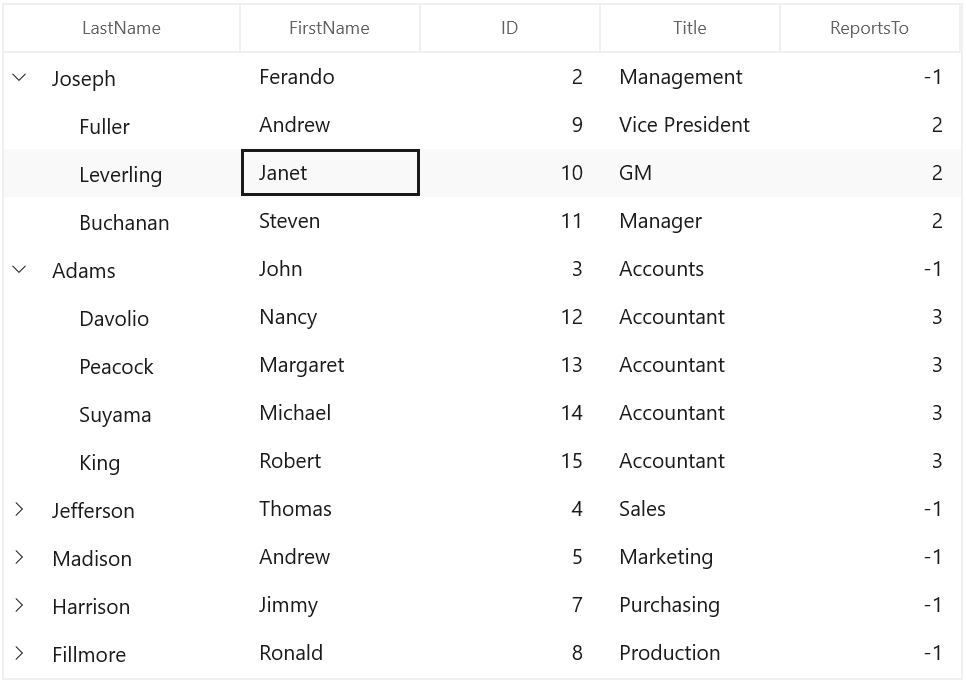 LastName FirstName ID Title ReportsTo
Joseph Ferando 2 Management -1
Fuller Andrew 9 Vice President 2
Leverling Janet 10 GM 2
Buchanan Steven 11 Manager 2
Adams John 3 Accounts -1
Davolio Nancy 12 Accountant 3
Peacock Margaret 13 Accountant 3
Suyama Michael 14 Accountant 3
King Robert 15 Accountant 3
Jefferson Thomas 4 Sales -1
Madison Andrew 5 Marketing -1
Harrison Jimmy 7 Purchasing -1
Fillmore Ronald 8 Production -1